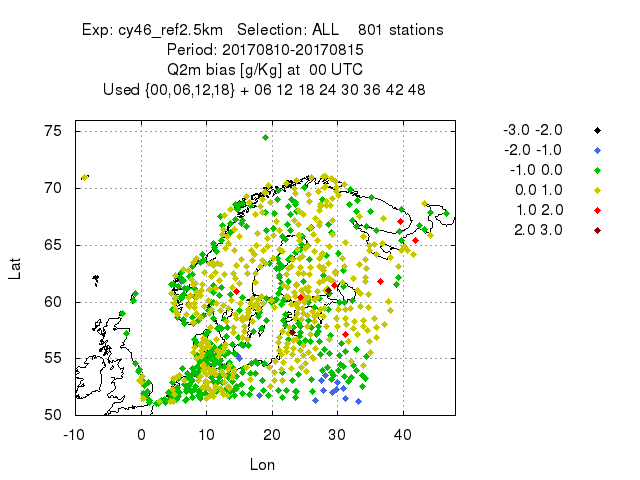 Exp: cy46_ref2.5km   Selection: ALL    801 stations
Period: 20170810-20170815
Q2m bias [g/Kg] at  00 UTC
Used {00,06,12,18} + 06 12 18 24 30 36 42 48
75
70
65
60
55
50
-10 0 10 20 30 40
Lat
Lon
-3.0 -2.0
-2.0 -1.0
-1.0 0.0
0.0 1.0
1.0 2.0
2.0 3.0